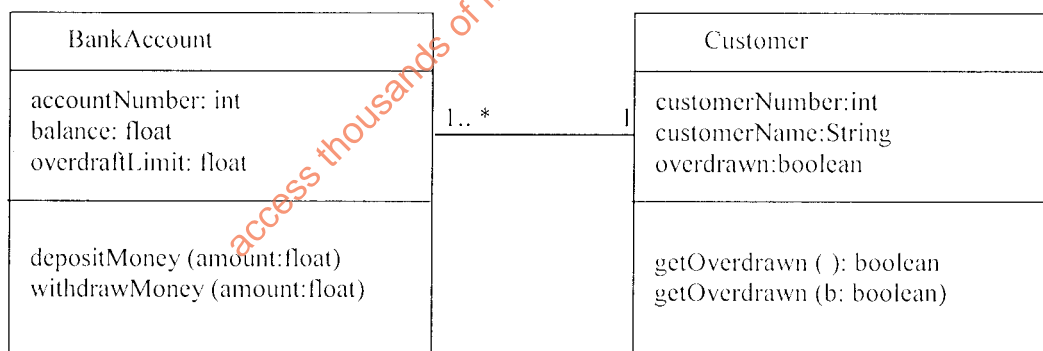 BankAccount
accountNumber: int
balance: float
overdraftLimit: float
depositMoney (amount:float)
withdrawMoney (amount:float)
1.. *
1
Customer
customerNumber:int
customerName:String
overdrawn:boolean
getOverdrawn ( ): boolean
getOverdrawn (b: boolean)
access thousands of